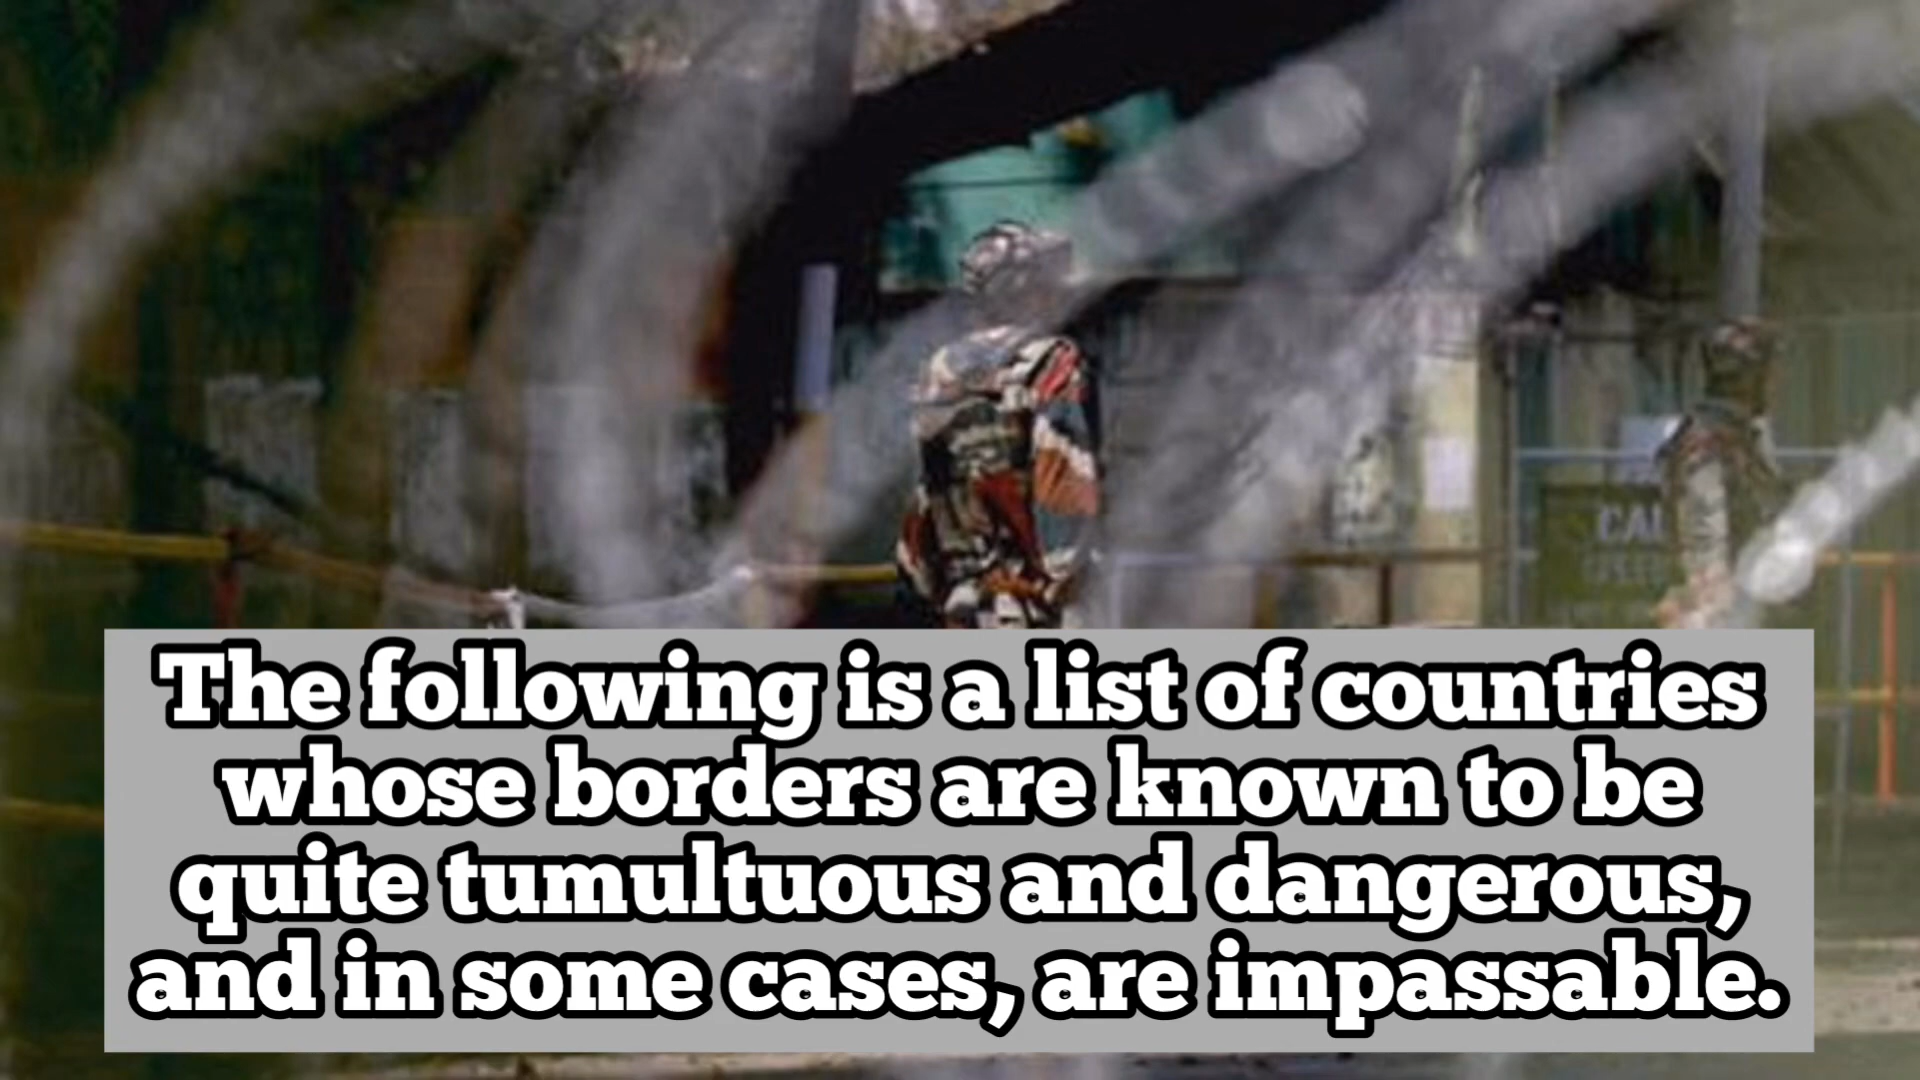 CAL
The following is a list of countries
whose borders are known to be
quite tumultuous and dangerous,
and in some cases, are impassable.